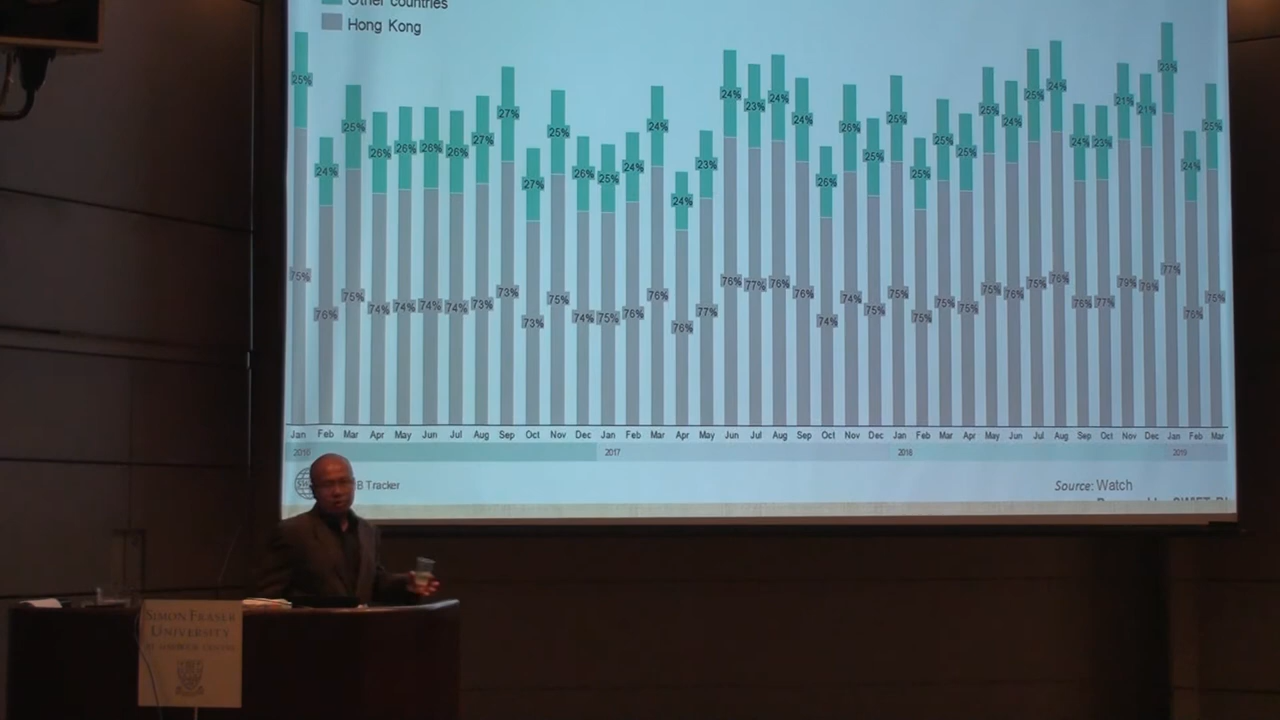 Other countries
Hong Kong
25% 24% 25% 26% 26% 26% 26% 27% 27% 27% 25% 26% 25% 24% 24% 24% 23% 24% 23% 24% 24% 26% 26% 25% 25% 25% 25% 25% 25% 24% 25% 24% 24% 23% 21% 21% 23% 24% 25%
75% 76% 75% 74% 74% 74% 74% 73% 73% 73% 75% 74% 75% 76% 76% 76% 77% 76% 77% 76% 76% 74% 74% 75% 75% 75% 75% 75% 75% 76% 75% 76% 76% 77% 79% 79% 77% 76% 75%
Jan Feb Mar Apr May Jun Jul Aug Sep Oct Nov Dec Jan Feb Mar Apr May Jun Jul Aug Sep Oct Nov Dec Jan Feb Mar Apr May Jun Jul Aug Sep Oct Nov Dec Jan Feb Mar
2016 2017 2018 2019
B Tracker
Source: Watch
SIMON FRASER
UNIVERSITY